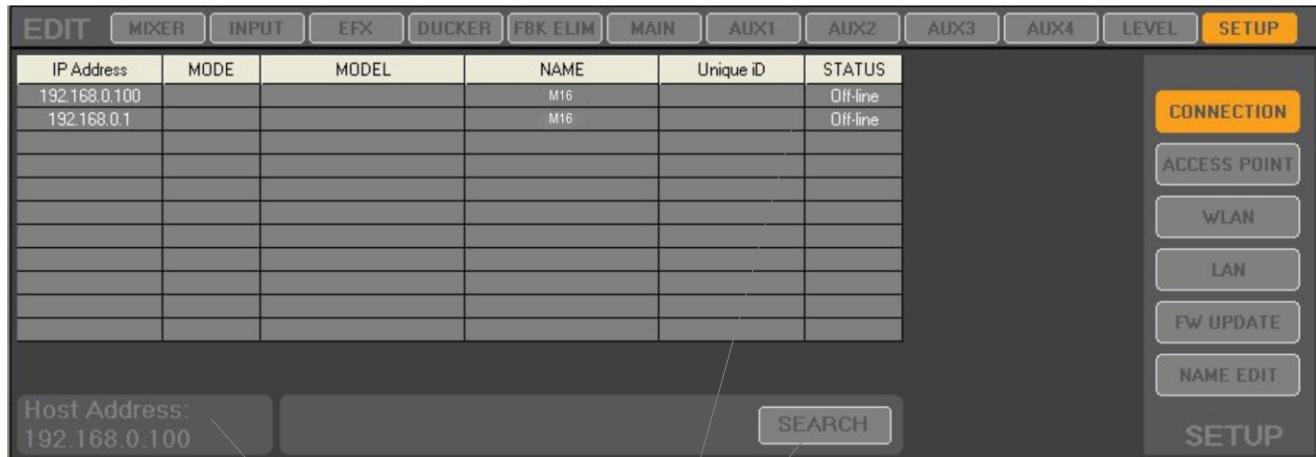 EDIT MIXER INPUT EFX DUCKER FBK ELIM MAIN AUX1 AUX2 AUX3 AUX4 LEVEL SETUP
IP Address MODE MODEL NAME Unique iD STATUS
192.168.0.100 M16 Off-line
192.168.0.1 M16 Off-line
CONNECTION
ACCESS POINT
WLAN
LAN
FW UPDATE
NAME EDIT
SETUP
Host Address:
192.168.0.100
SEARCH